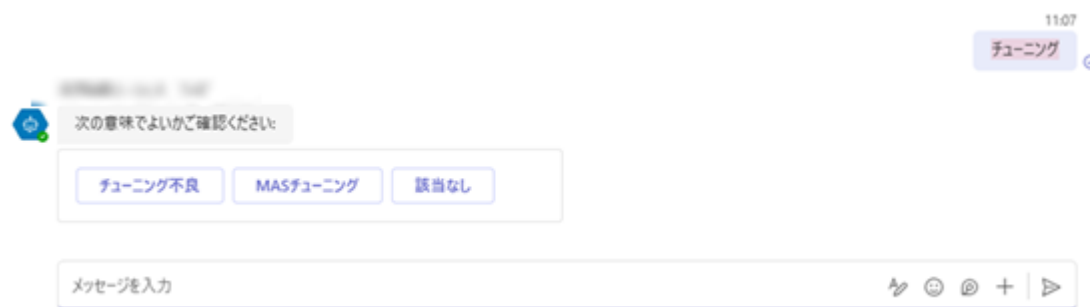 11:07
チューニング
次の意味でよいかご確認ください:
チューニング不良
MASチューニング
該当なし
メッセージを入力